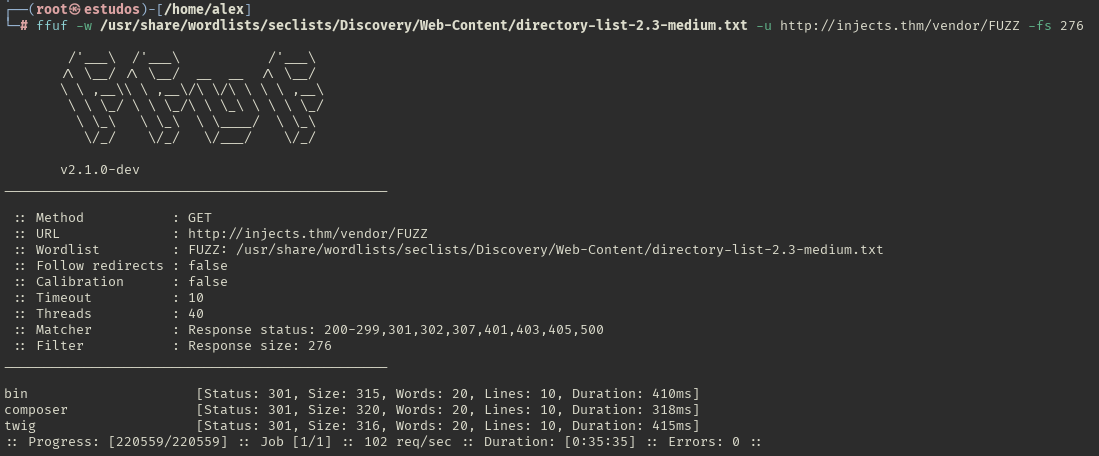 ┌──(root㉿estudos)-[/home/alex]
└─# ffuf -w /usr/share/wordlists/seclists/Discovery/Web-Content/directory-list-2.3-medium.txt -u http://injects.thm/vendor/FUZZ -fs 276
v2.1.0-dev
________________________________________________
:: Method : GET
:: URL : http://injects.thm/vendor/FUZZ
:: Wordlist : FUZZ: /usr/share/wordlists/seclists/Discovery/Web-Content/directory-list-2.3-medium.txt
:: Follow redirects : false
:: Calibration : false
:: Timeout : 10
:: Threads : 40
:: Matcher : Response status: 200-299,301,302,307,401,403,405,500
:: Filter : Response size: 276
________________________________________________
bin [Status: 301, Size: 315, Words: 20, Lines: 10, Duration: 410ms]
composer [Status: 301, Size: 320, Words: 20, Lines: 10, Duration: 318ms]
twig [Status: 301, Size: 316, Words: 20, Lines: 10, Duration: 415ms]
:: Progress: [220559/220559] :: Job [1/1] :: 102 req/sec :: Duration: [0:35:35] :: Errors: 0 ::